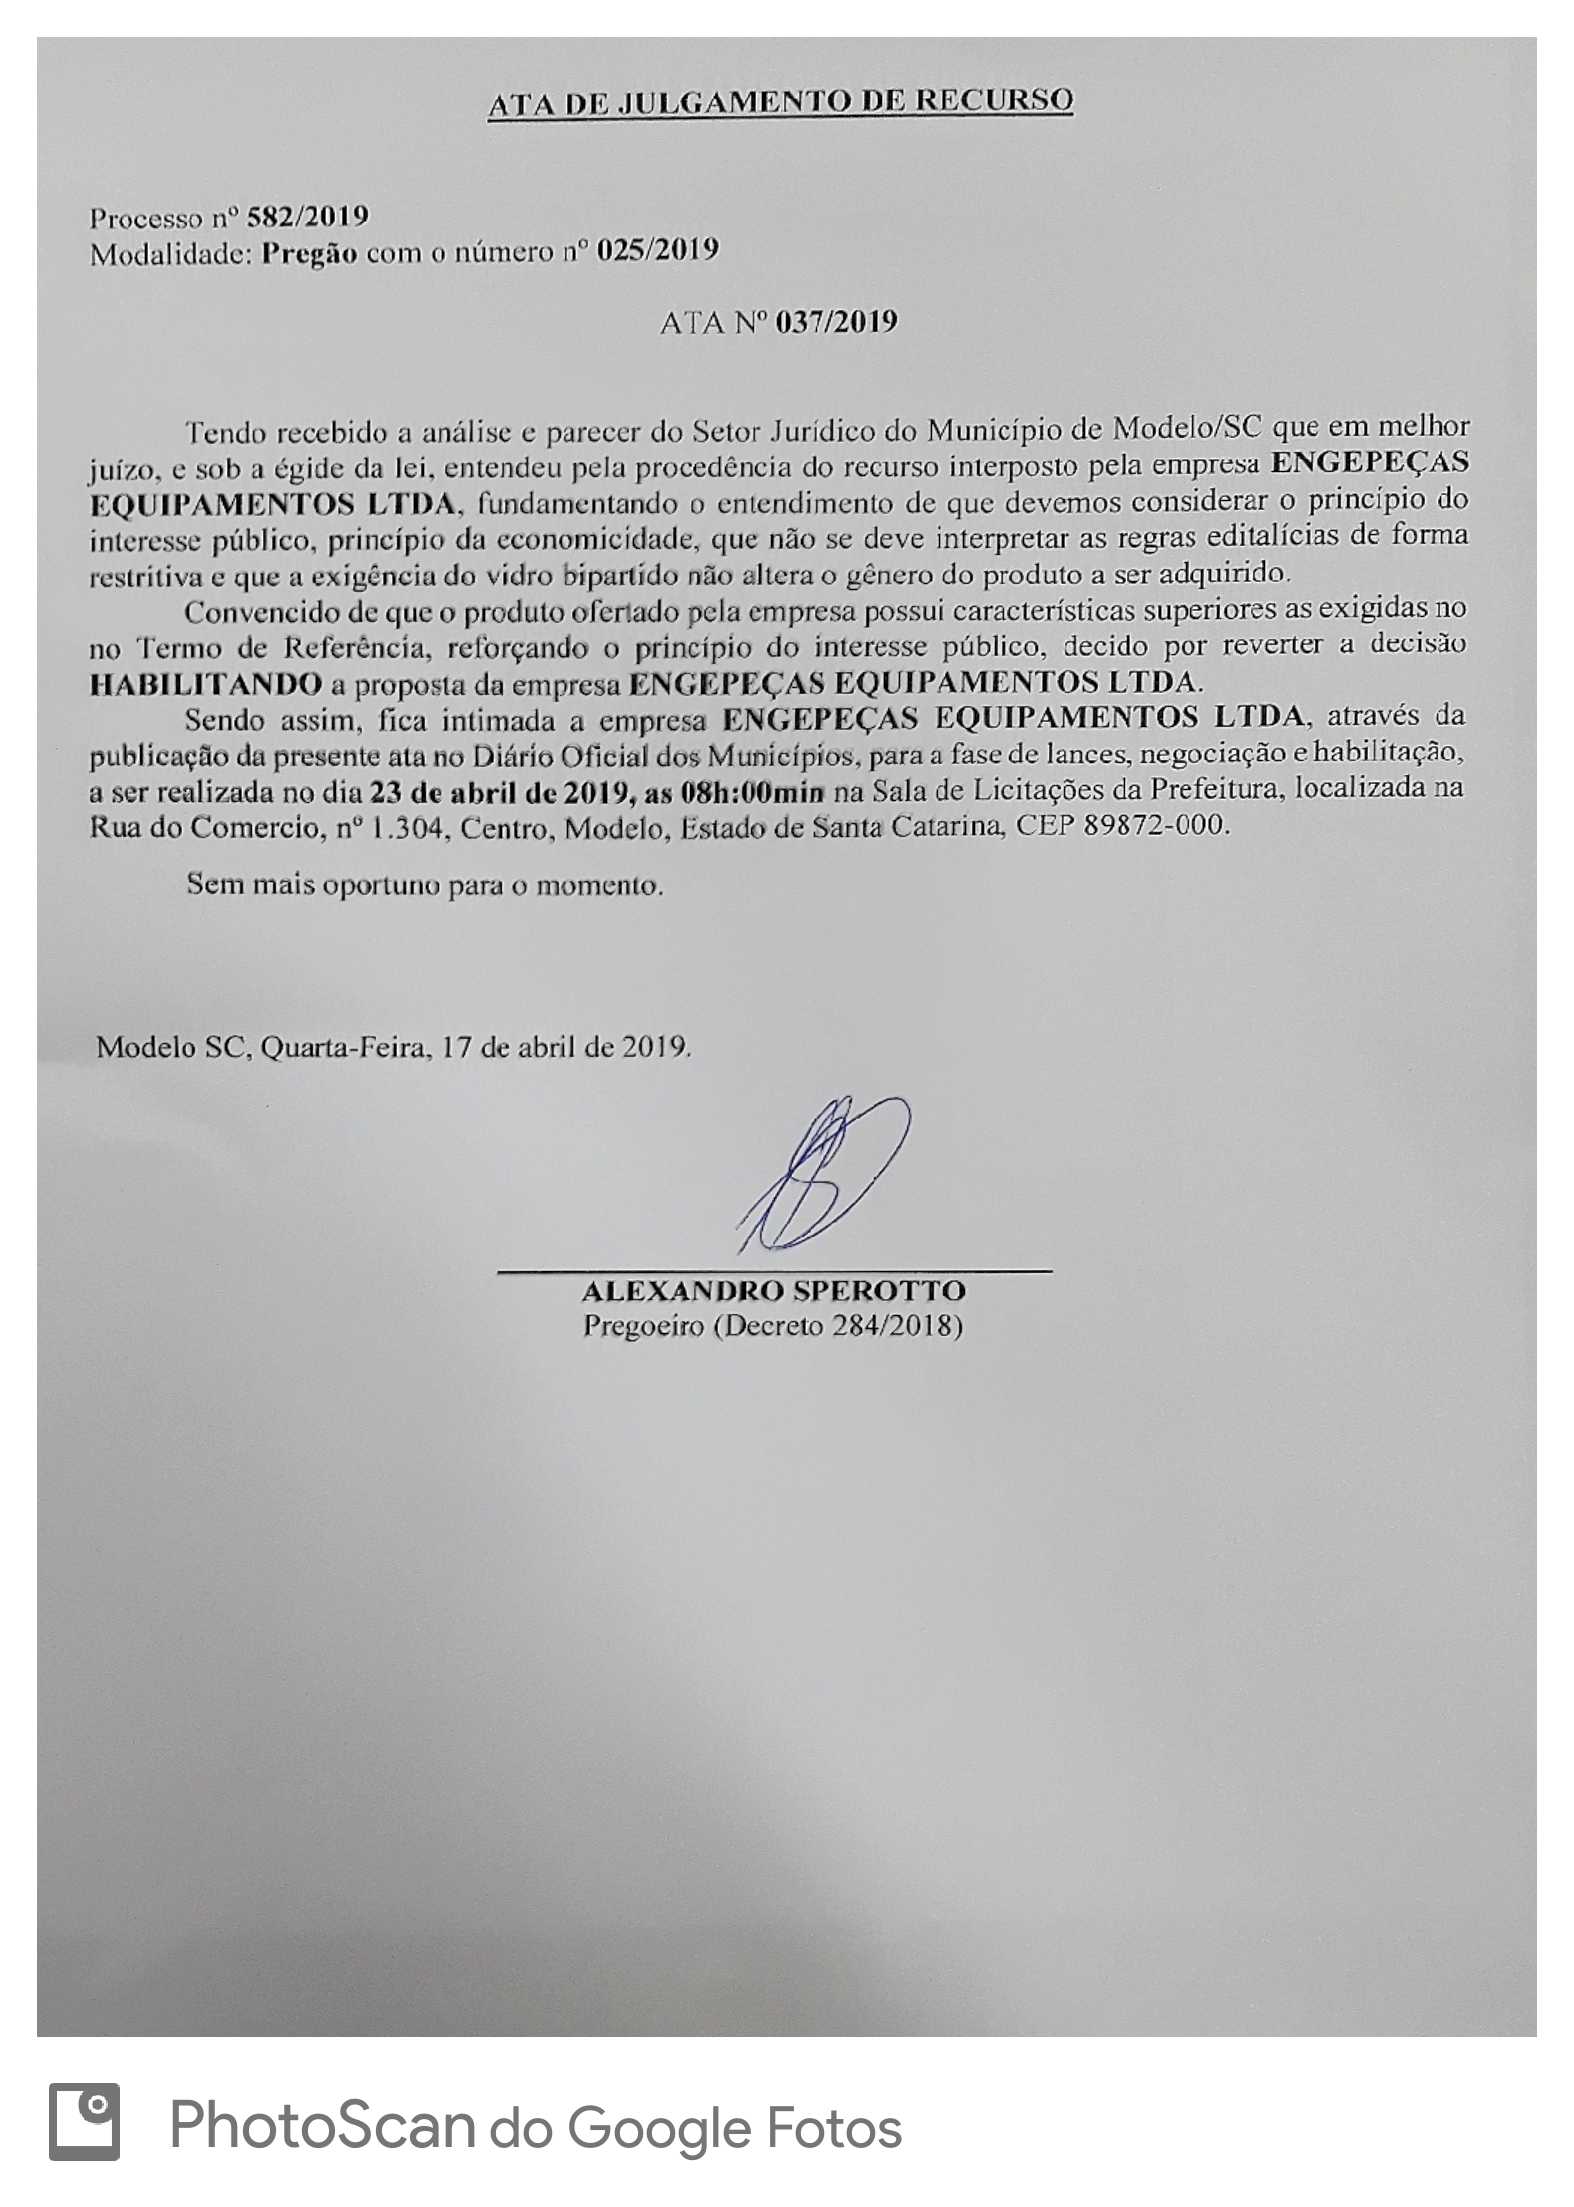 ATA DE JULGAMENTO DE RECURSO
Processo nº 582/2019
Modalidade: Pregão com o número nº 025/2019
ATA Nº 037/2019
Tendo recebido a análise e parecer do Setor Jurídico do Município de Modelo/SC que em melhor
juízo, e sob a égide da lei, entendeu pela procedência do recurso interposto pela empresa ENGEPEÇAS
EQUIPAMENTOS LTDA, fundamentando o entendimento de que devemos considerar o princípio do
interesse público, princípio da economicidade, que não se deve interpretar as regras editalícias de forma
restritiva e que a exigência do vidro bipartido não altera o gênero do produto a ser adquirido.
Convencido de que o produto ofertado pela empresa possui características superiores as exigidas no
no Termo de Referência, reforçando o princípio do interesse público, decido por reverter a decisão
HABILITANDO a proposta da empresa ENGEPEÇAS EQUIPAMENTOS LTDA.
Sendo assim, fica intimada a empresa ENGEPEÇAS EQUIPAMENTOS LTDA, através da
publicação da presente ata no Diário Oficial dos Municípios, para a fase de lances, negociação e habilitação,
a ser realizada no dia 23 de abril de 2019, as 08h:00min na Sala de Licitações da Prefeitura, localizada na
Rua do Comercio, nº 1.304, Centro, Modelo, Estado de Santa Catarina, CEP 89872-000.
Sem mais oportuno para o momento.
Modelo SC, Quarta-Feira, 17 de abril de 2019.
ALEXANDRO SPEROTTO
Pregoeiro (Decreto 284/2018)
PhotoScan do Google Fotos